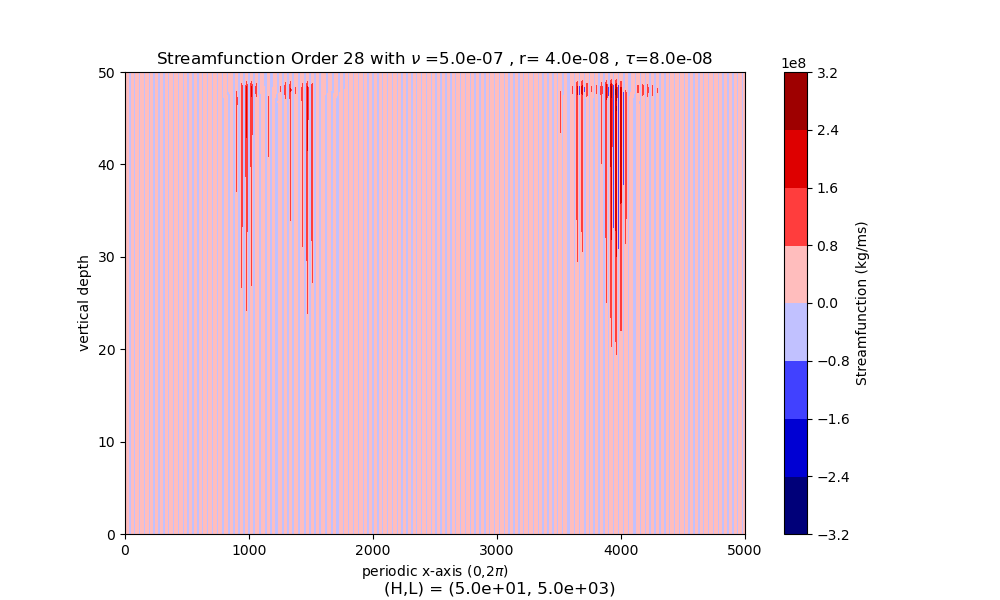 Streamfunction Order 28 with ν =5.0e-07 , r= 4.0e-08 , τ=8.0e-08
1e8
50
40
30
20
10
0
vertical depth
0 1000 2000 3000 4000 5000
periodic x-axis (0,2π)
(H,L) = (5.0e+01, 5.0e+03)
3.2
2.4
1.6
0.8
0.0
−0.8
−1.6
−2.4
−3.2
Streamfunction (kg/ms)